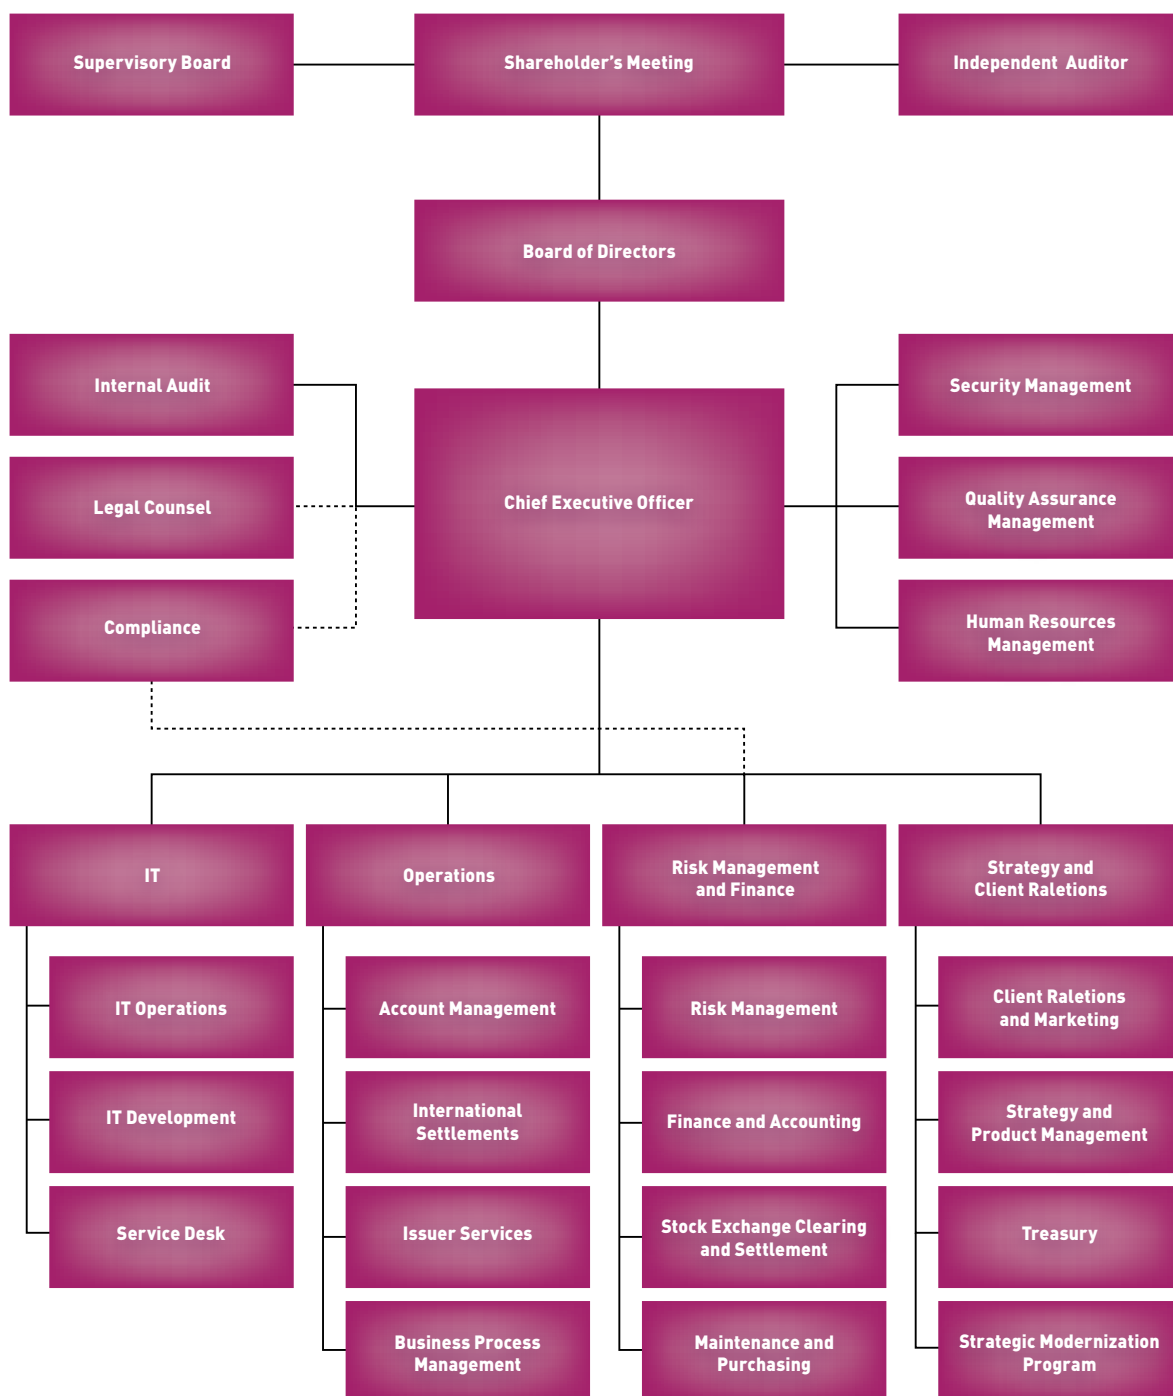 Supervisory Board
Shareholder’s Meeting
Independent Auditor
Board of Directors
Internal Audit
Legal Counsel
Compliance
Chief Executive Officer
Security Management
Quality Assurance
Management
Human Resources
Management
IT
Operations
Risk Management
and Finance
Strategy and
Client Raletions
IT Operations
IT Development
Service Desk
Account Management
International
Settlements
Issuer Services
Business Process
Management
Risk Management
Finance and Accounting
Stock Exchange Clearing
and Settlement
Maintenance and
Purchasing
Client Raletions
and Marketing
Strategy and
Product Management
Treasury
Strategic Modernization
Program